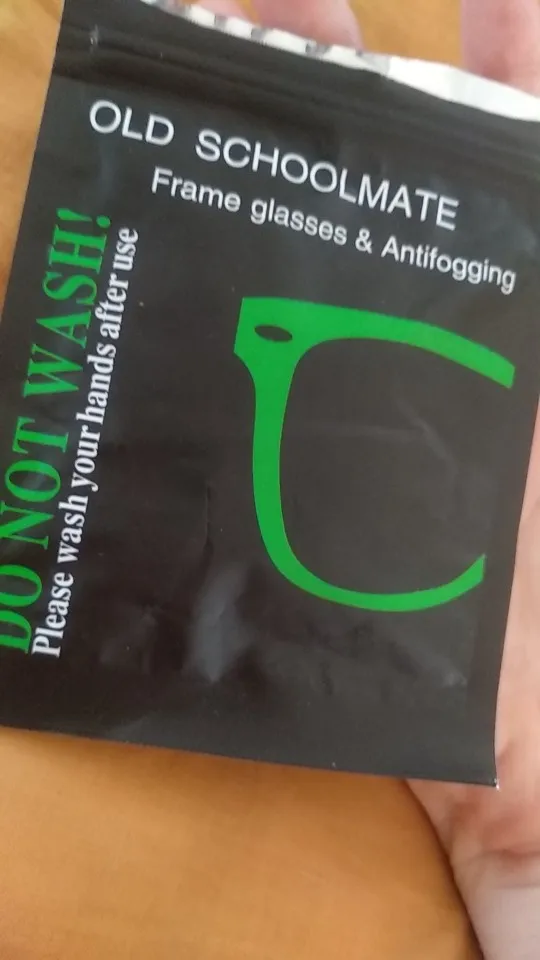 OLD SCHOOLMATE
Frame glasses & Antifogging
DO NOT WASH!
Please wash your hands after use